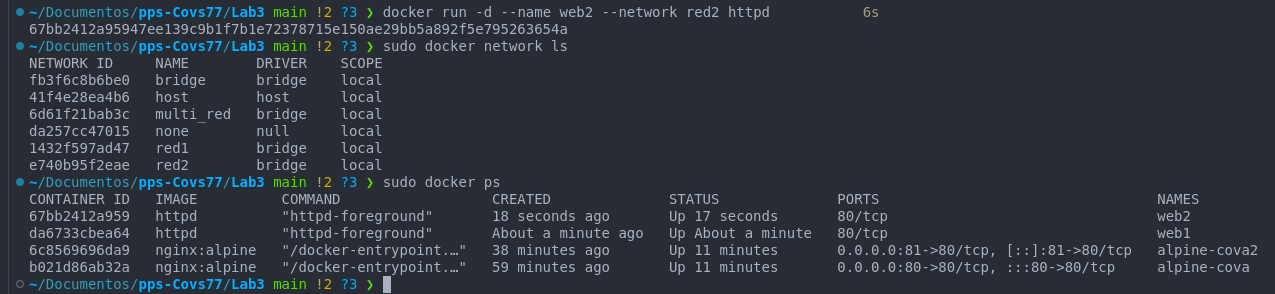 ~/Documentos/pps-Covs77/Lab3 main !2 ?3 ❯ docker run -d --name web2 --network red2 httpd 6s
67bb2412a95947ee139c9b1f7b1e72378715e150ae29bb5a892f5e795263654a
~/Documentos/pps-Covs77/Lab3 main !2 ?3 ❯ sudo docker network ls
NETWORK ID NAME DRIVER SCOPE
fb3f6c8b6be0 bridge bridge local
41f4e28ea4b6 host host local
6d61f21bab3c multi_red bridge local
da257cc47015 none null local
1432f597ad47 red1 bridge local
e740b95f2eae red2 bridge local
~/Documentos/pps-Covs77/Lab3 main !2 ?3 ❯ sudo docker ps
CONTAINER ID IMAGE COMMAND CREATED STATUS PORTS NAMES
67bb2412a959 httpd "httpd-foreground" 18 seconds ago Up 17 seconds 80/tcp web2
da6733cbea64 httpd "httpd-foreground" About a minute ago Up About a minute 80/tcp web1
6c8569696da9 nginx:alpine "/docker-entrypoint.…" 38 minutes ago Up 11 minutes 0.0.0.0:81->80/tcp, [::]:81->80/tcp alpine-cova2
b021d86ab32a nginx:alpine "/docker-entrypoint.…" 59 minutes ago Up 11 minutes 0.0.0.0:80->80/tcp, :::80->80/tcp alpine-cova
~/Documentos/pps-Covs77/Lab3 main !2 ?3 ❯